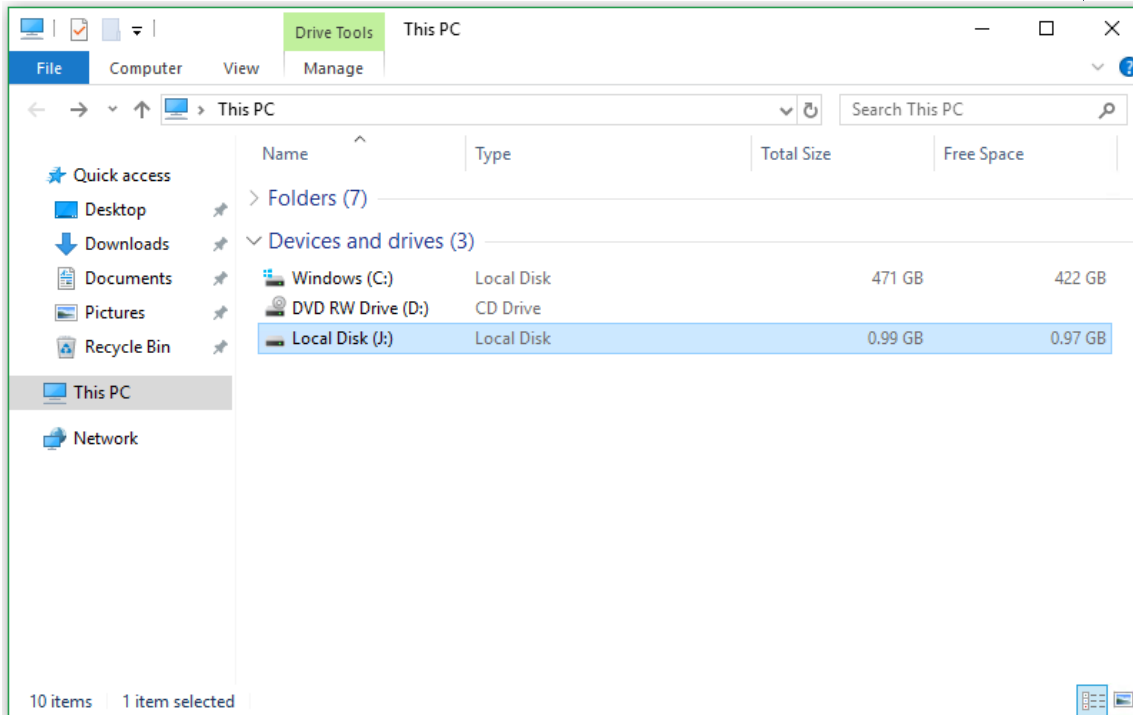 Drive Tools This PC
File Computer View Manage
This PC Search This PC
Name Type Total Size Free Space
Quick access
Desktop
Downloads
Documents
Pictures
Recycle Bin
This PC
Network
Folders (7)
Devices and drives (3)
Windows (C:) Local Disk 471 GB 422 GB
DVD RW Drive (D:) CD Drive
Local Disk (J:) Local Disk 0.99 GB 0.97 GB
10 items 1 item selected